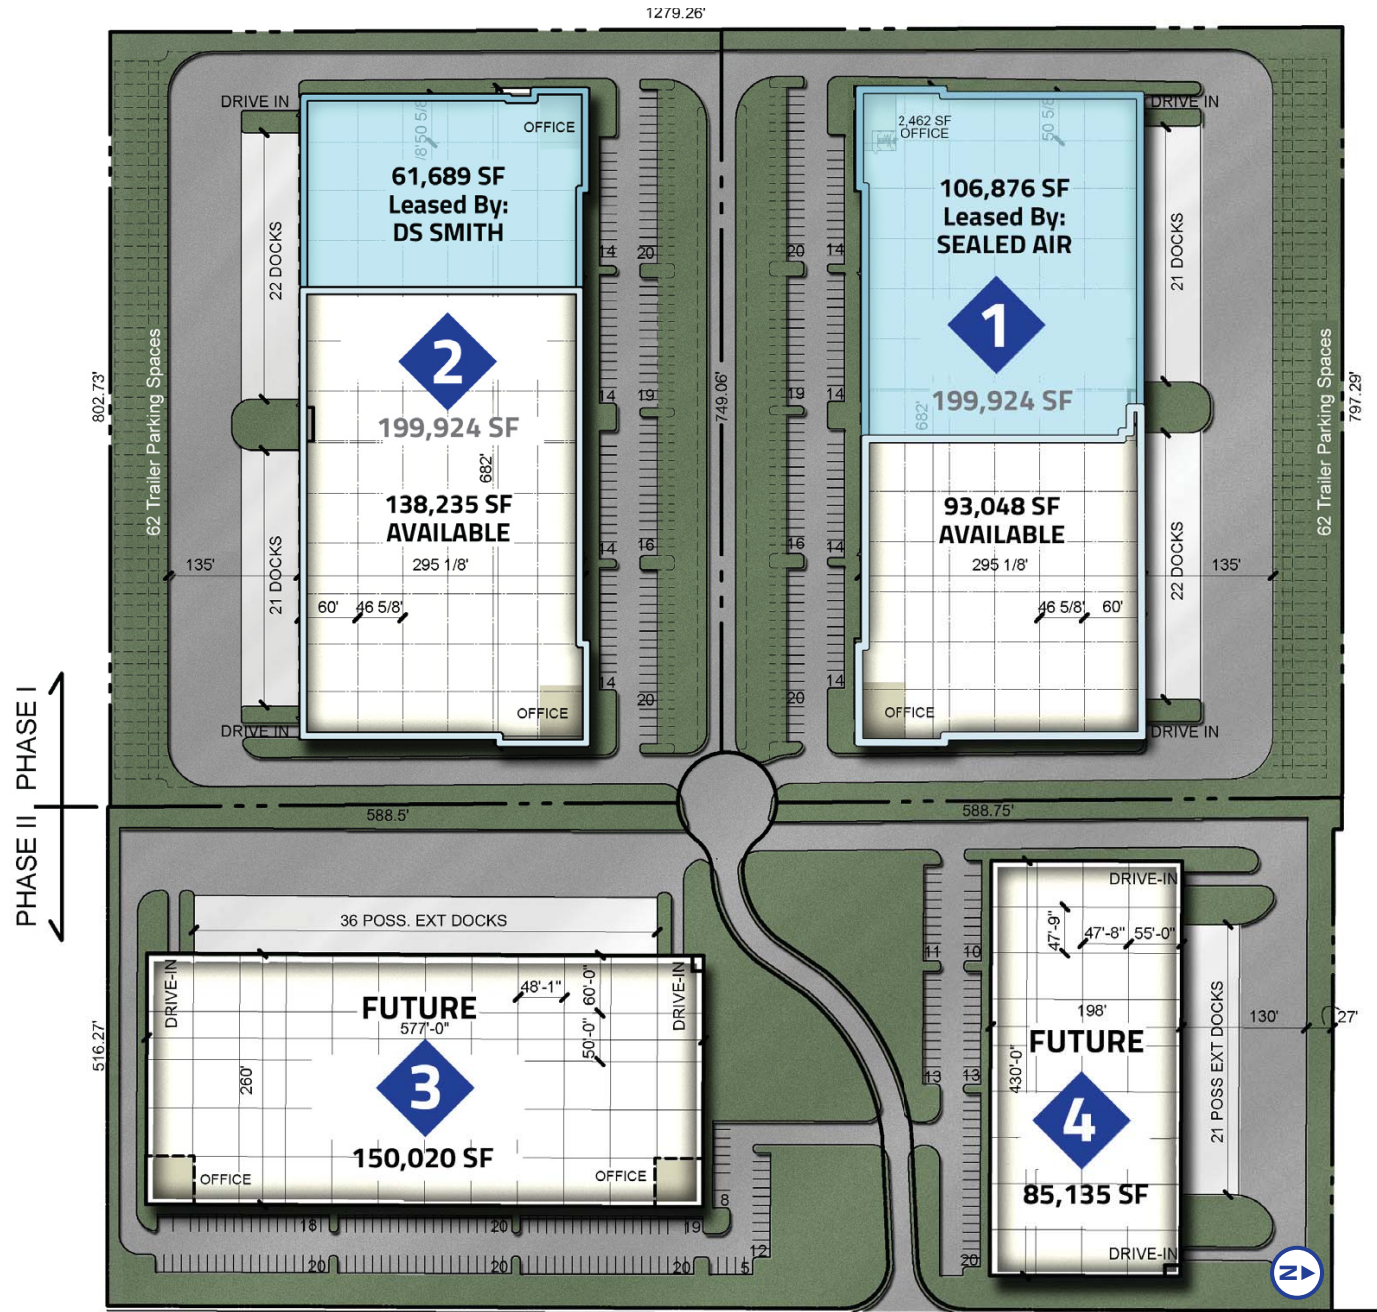 1279.26'
DRIVE IN
OFFICE
50 5/8'
61,689 SF
Leased By:
DS SMITH
22 DOCKS
2
199,924 SF
682'
138,235 SF
AVAILABLE
295 1/8'
60'
46 5/8'
OFFICE
21 DOCKS
135'
DRIVE IN
62 Trailer Parking Spaces
802.73'
14
20
14
19
14
16
14
20
749.06'
20
14
19
14
16
14
20
2,462 SF
OFFICE
50 5/8'
DRIVE IN
106,876 SF
Leased By:
SEALED AIR
1
199,924 SF
682'
21 DOCKS
93,048 SF
AVAILABLE
295 1/8'
46 5/8'
60'
OFFICE
22 DOCKS
135'
DRIVE IN
62 Trailer Parking Spaces
797.29'
PHASE I
PHASE II
588.5'
588.75'
36 POSS. EXT DOCKS
DRIVE-IN
DRIVE-IN
FUTURE
577'-0"
48'-1"
60'-0"
50'-0"
260'
3
150,020 SF
OFFICE
OFFICE
516.27'
18
20
19
8
20
20
20
5
12
11
10
13
13
20
DRIVE-IN
47'-9"
47'-8"
55'-0"
198'
FUTURE
430'-0"
4
85,135 SF
DRIVE-IN
21 POSS EXT DOCKS
130'
27'
N